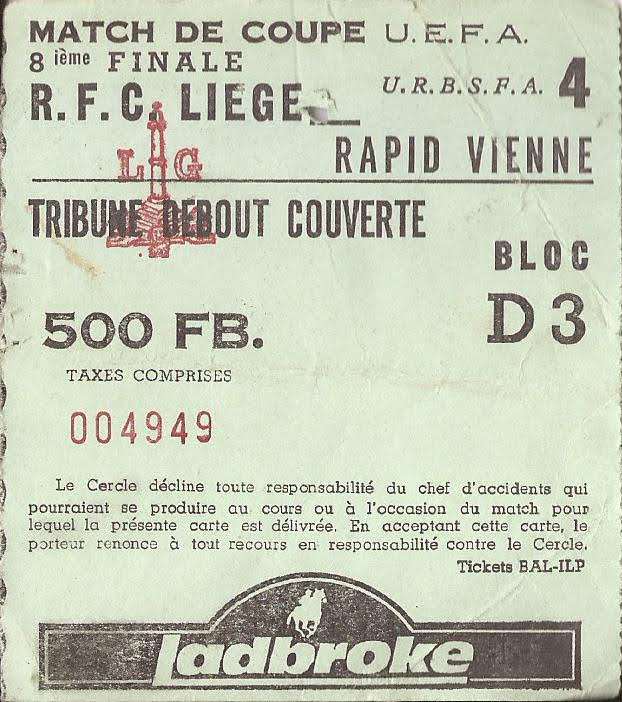 MATCH DE COUPE U.E.F.A.
8 ième FINALE
U.R.B.S.F.A. 4
R.F.C. LIEGE
L G
RAPID VIENNE
TRIBUNE DEBOUT COUVERTE
BLOC
D3
500 FB.
TAXES COMPRISES
004949
Le Cercle décline toute responsabilité du chef d'accidents qui
pourraient se produire au cours ou à l'occasion du match pour
lequel la présente carte est délivrée. En acceptant cette carte, le
porteur renonce à tout recours en responsabilité contre le Cercle.
Tickets BAL-ILP
Ladbroke